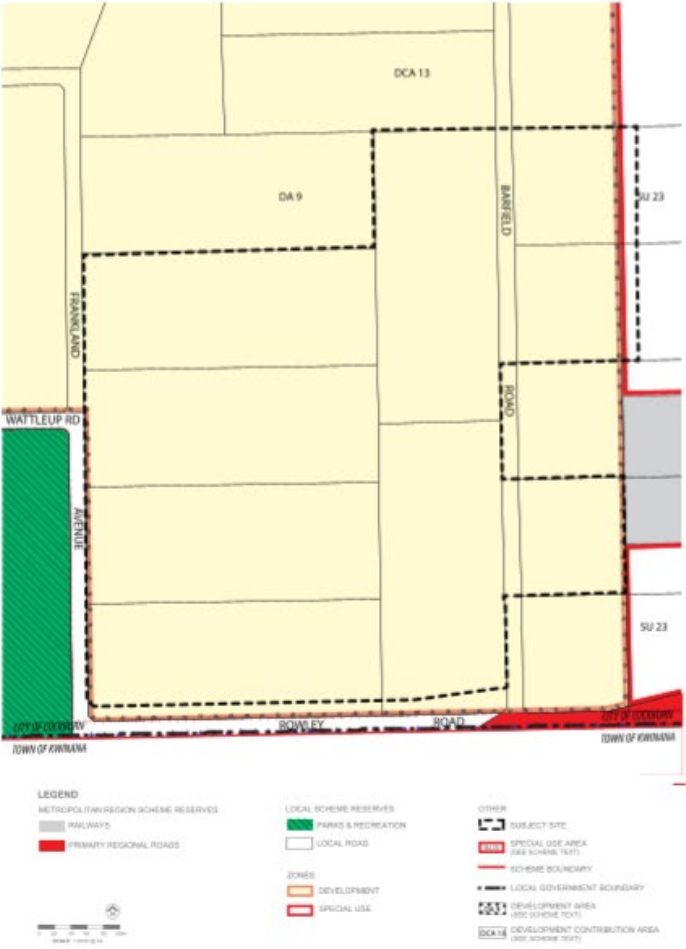 DCA 13
DA 9
BARFIELD
SU 23
FRANKLAND
ROAD
WATTLEUP RD
AVENUE
SU 23
CITY OF COCKBURN
ROWLEY ROAD
CITY OF COCKBURN
TOWN OF KWINANA
TOWN OF KWINANA
LEGEND
METROPOLITAN REGION SCHEME RESERVES
RAILWAYS
PRIMARY REGIONAL ROADS
LOCAL SCHEME RESERVES
PARKS & RECREATION
LOCAL ROAD
ZONES
DEVELOPMENT
SPECIAL USE
OTHER
SUBJECT SITE
SPECIAL USE AREA
(SEE SCHEME TEXT)
SCHEME BOUNDARY
LOCAL GOVERNMENT BOUNDARY
DEVELOPMENT AREA
(SEE SCHEME TEXT)
DCA 13
DEVELOPMENT CONTRIBUTION AREA
(SEE SCHEME TEXT)